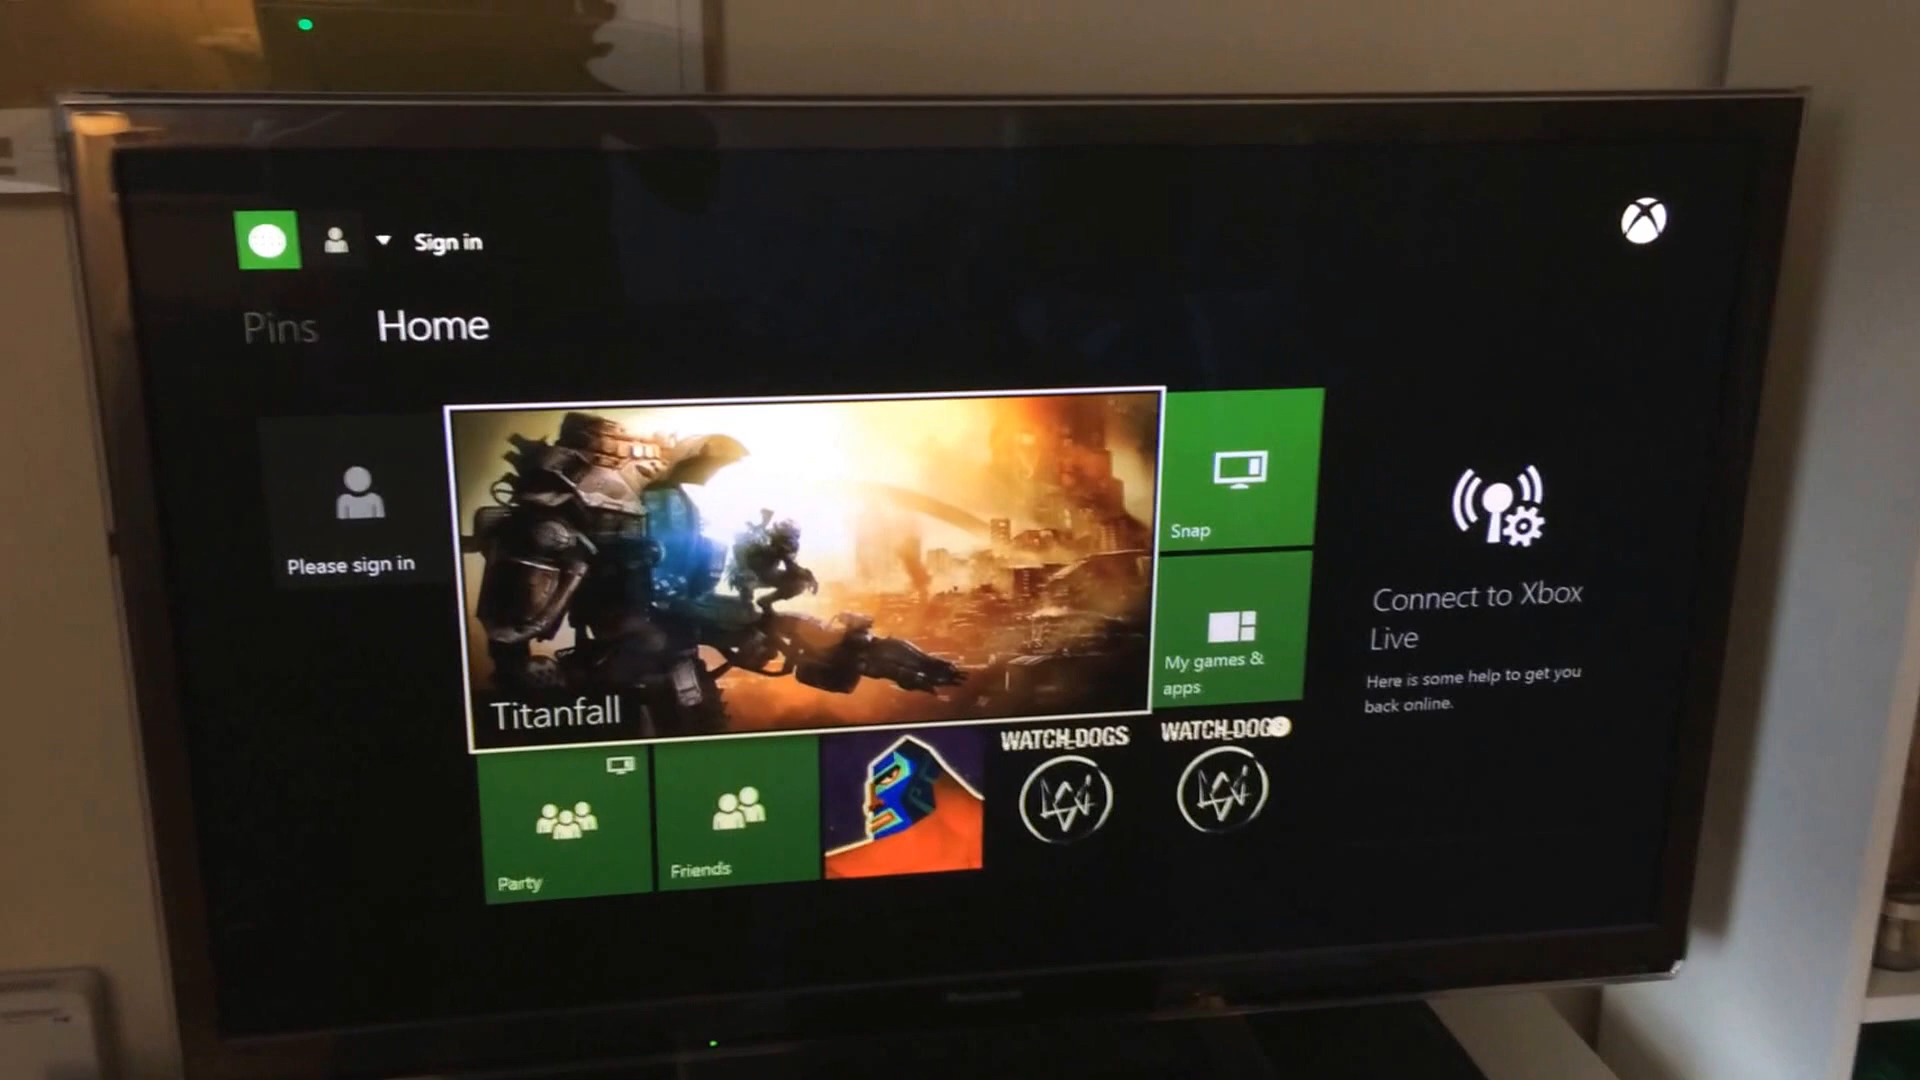 Sign in
Pins
Home
Please sign in
Titanfall
Snap
My games &
apps
Connect to Xbox
Live
Here is some help to get you
back online.
Party
Friends
WATCH_DOGS
WATCH_DOGS